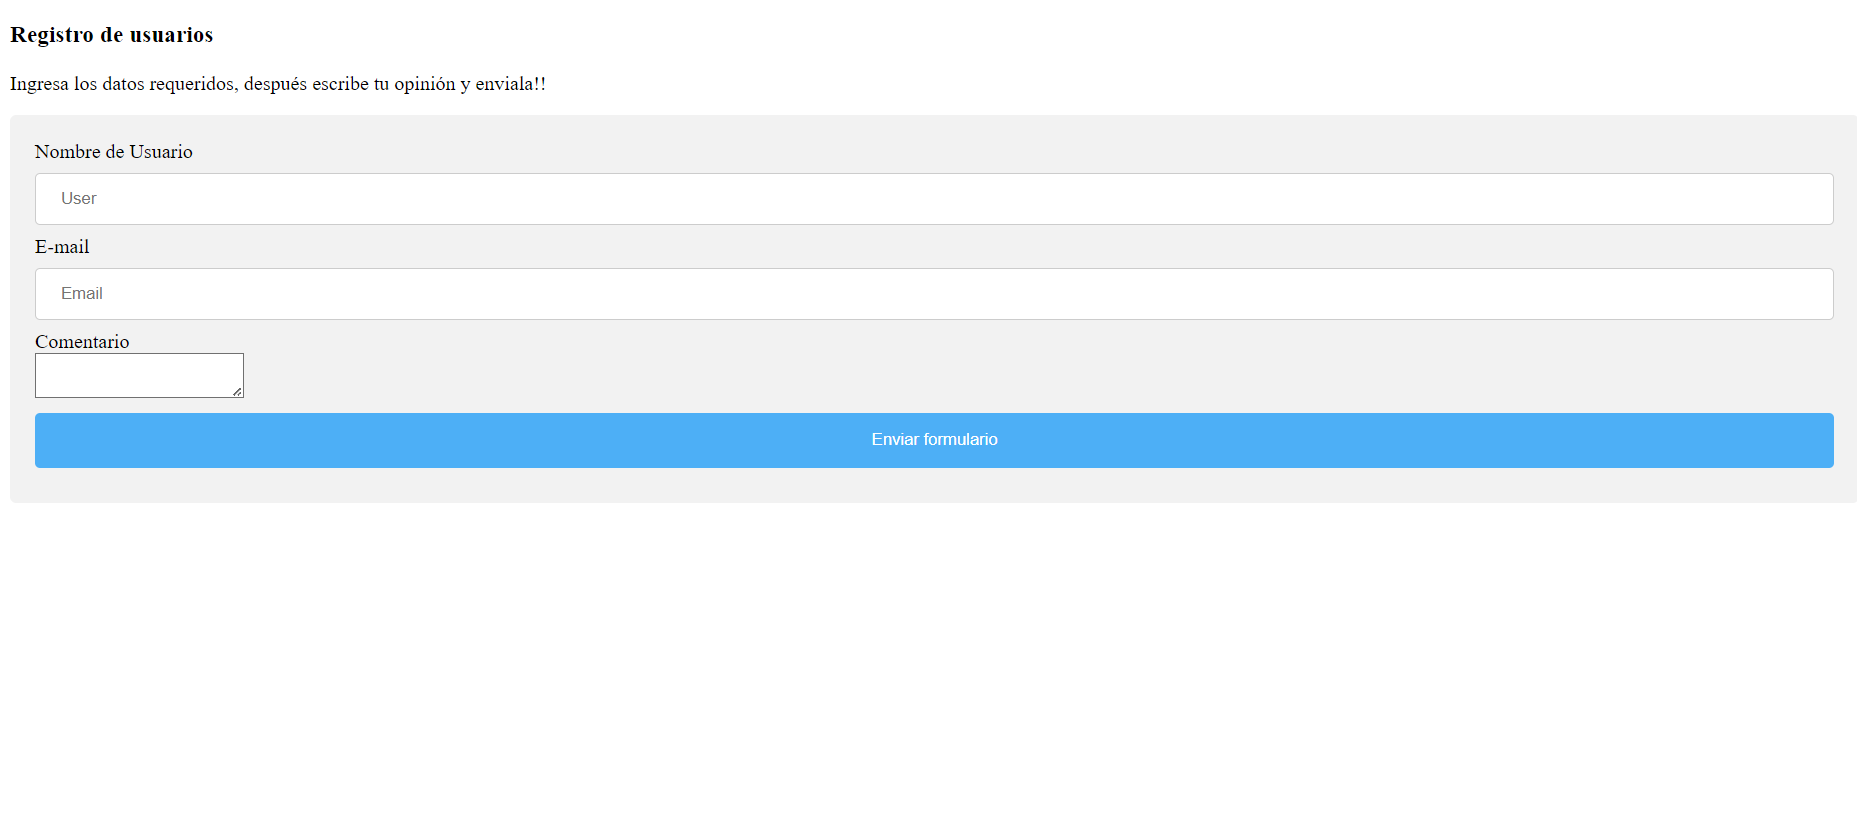 Registro de usuarios
Ingresa los datos requeridos, después escribe tu opinión y enviala!!
Nombre de Usuario
User
E-mail
Email
Comentario
Enviar formulario